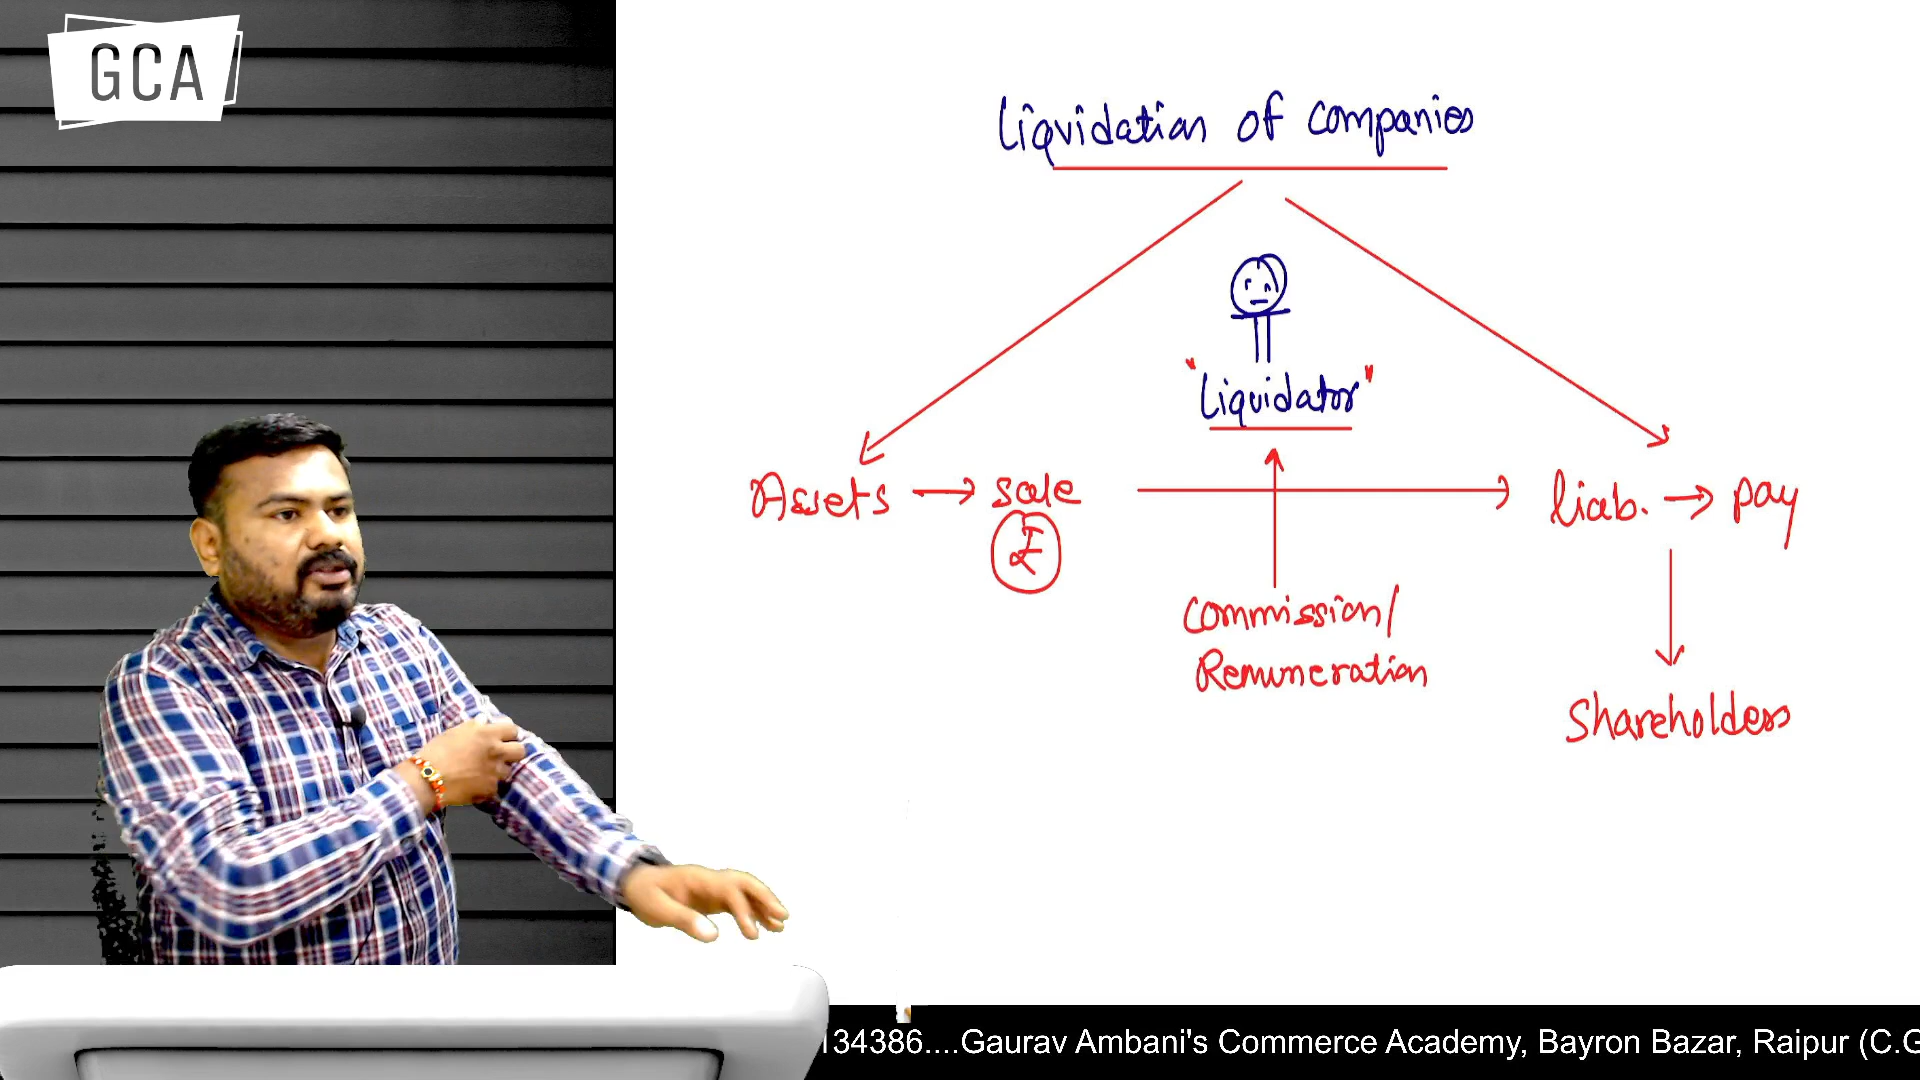 GCA
Liquidation of companies
"Liquidator"
Assets → sale → liab. → pay
₹
Commission/
Remuneration
Shareholders
134386....Gaurav Ambani's Commerce Academy, Bayron Bazar, Raipur (C.G